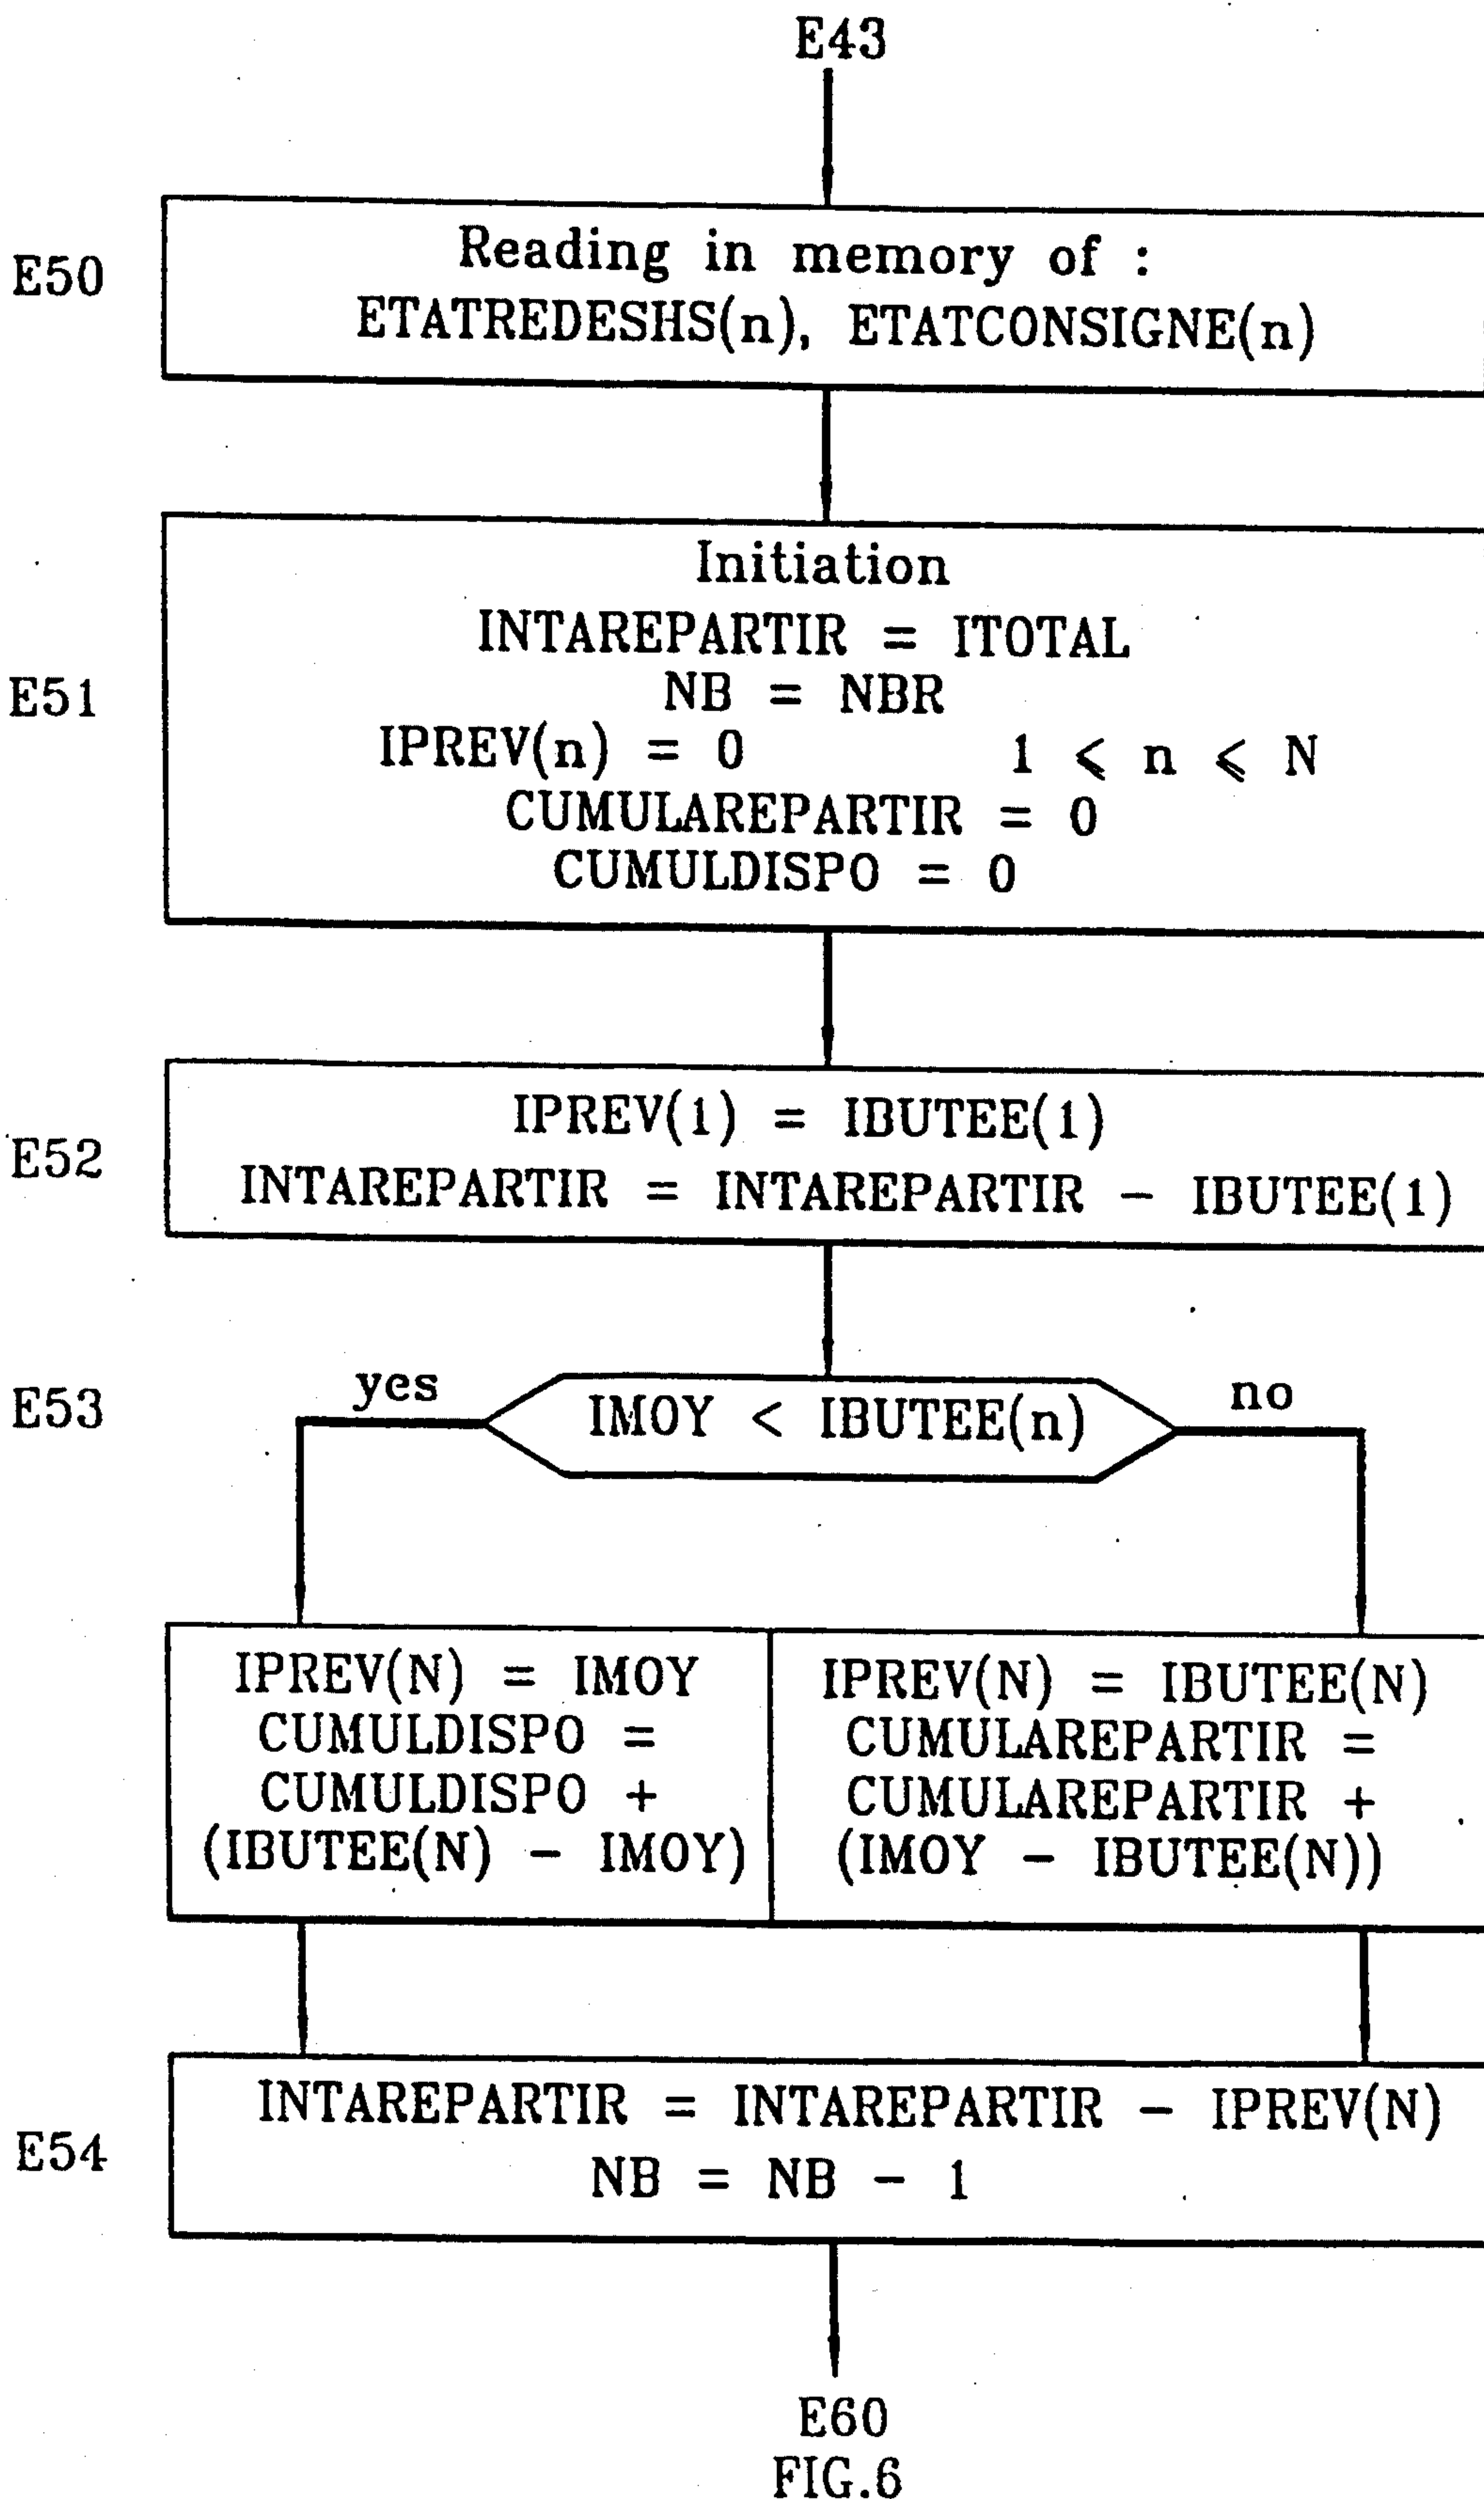 E43
E50
Reading in memory of :
ETATREDESHS(n), ETATCONSIGNE(n)
E51
Initiation
INTAREPARTIR = ITOTAL
NB = NBR
IPREV(n) = 0 1 ⩽ n ⩽ N
CUMULAREPARTIR = 0
CUMULDISPO = 0
E52
IPREV(1) = IBUTEE(1)
INTAREPARTIR = INTAREPARTIR - IBUTEE(1)
E53
yes
IMOY < IBUTEE(n)
no
IPREV(N) = IMOY
CUMULDISPO =
CUMULDISPO +
(IBUTEE(N) - IMOY)
IPREV(N) = IBUTEE(N)
CUMULAREPARTIR =
CUMULAREPARTIR +
(IMOY - IBUTEE(N))
E54
INTAREPARTIR = INTAREPARTIR - IPREV(N)
NB = NB - 1
E60
FIG.6